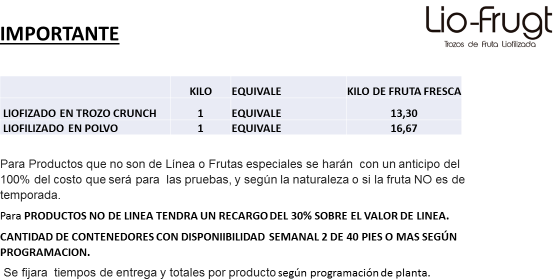 Lio-Frugt
Trozos de Fruta Liofilizada
IMPORTANTE
KILO EQUIVALE KILO DE FRUTA FRESCA
LIOFIZADO EN TROZO CRUNCH 1 EQUIVALE 13,30
LIOFILIZADO EN POLVO 1 EQUIVALE 16,67
Para Productos que no son de Línea o Frutas especiales se harán con un anticipo del
100% del costo que será para las pruebas, y según la naturaleza o si la fruta NO es de
temporada.
Para PRODUCTOS NO DE LINEA TENDRA UN RECARGO DEL 30% SOBRE EL VALOR DE LINEA.
CANTIDAD DE CONTENEDORES CON DISPONIIBILIDAD SEMANAL 2 DE 40 PIES O MAS SEGÚN
PROGRAMACION.
Se fijara tiempos de entrega y totales por producto según programación de planta.